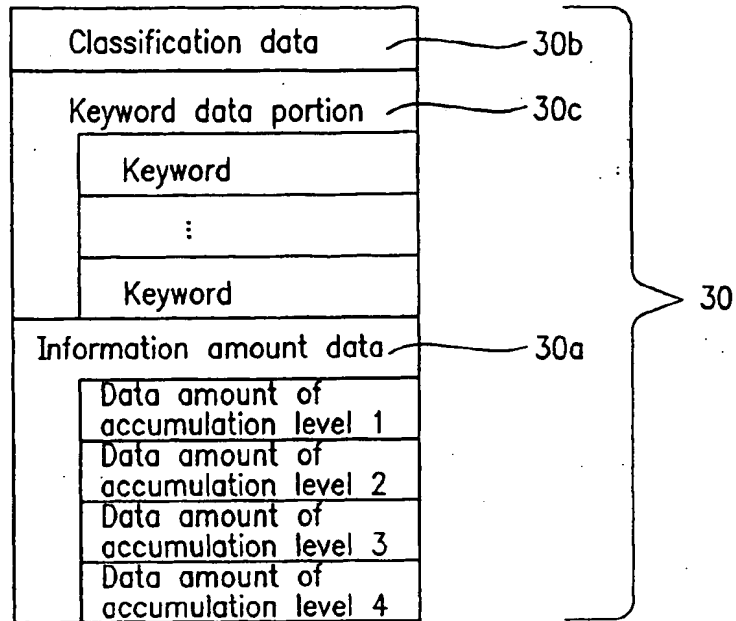 Classification data 30b
Keyword data portion 30c
Keyword
⋮
Keyword
30
Information amount data 30a
Data amount of
accumulation level 1
Data amount of
accumulation level 2
Data amount of
accumulation level 3
Data amount of
accumulation level 4